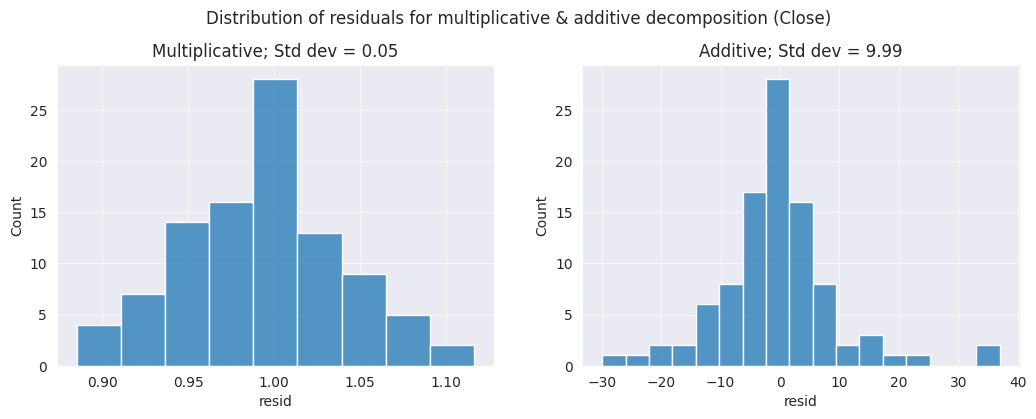 Distribution of residuals for multiplicative & additive decomposition (Close)
Multiplicative; Std dev = 0.05
Count
25
20
15
10
5
0
0.90 0.95 1.00 1.05 1.10
resid
Additive; Std dev = 9.99
Count
25
20
15
10
5
0
−30 −20 −10 0 10 20 30 40
resid